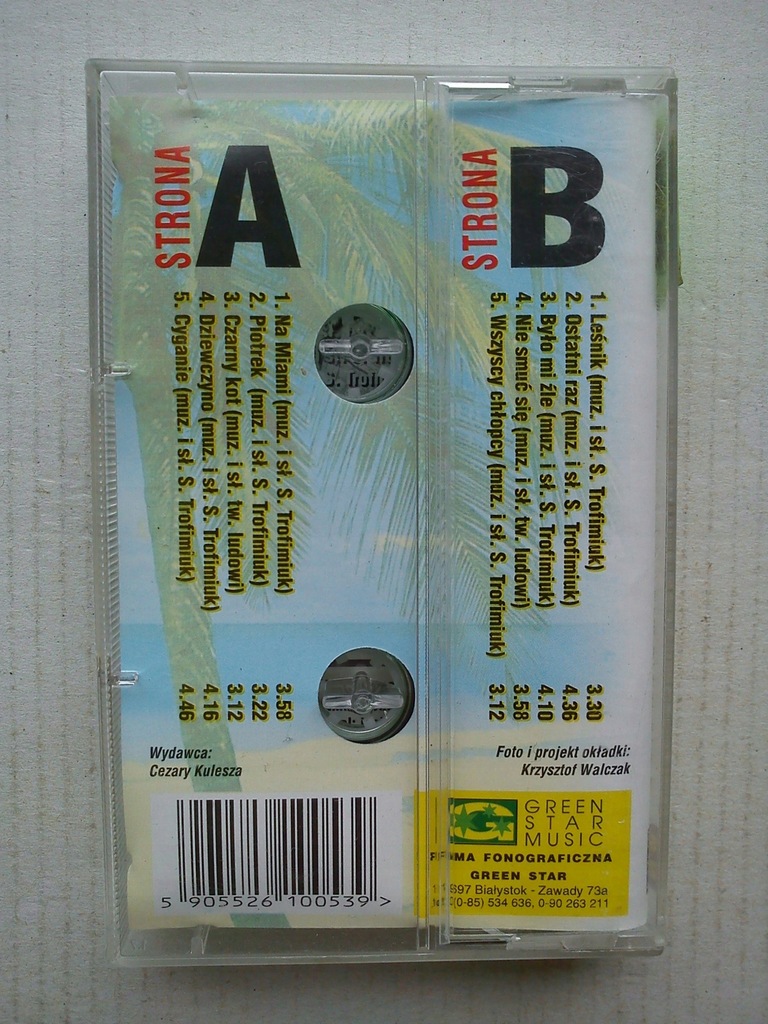 STRONA
A
1. Na Miami (muz. i sł. S. Trofimiuk) 3.58
2. Piotrek (muz. i sł. S. Trofimiuk) 3.22
3. Czarny kot (muz. i sł. tw. ludowi) 3.12
4. Dziewczyno (muz. i sł. S. Trofimiuk) 4.16
5. Cyganie (muz. i sł. S. Trofimiuk) 4.46
Wydawca:
Cezary Kulesza
5 905526 100539 >
STRONA
B
1. Leśnik (muz. i sł. S. Trofimiuk) 3.30
2. Ostatni raz (muz. i sł. S. Trofimiuk) 4.36
3. Było mi źle (muz. i sł. S. Trofimiuk) 4.10
4. Nie smuć się (muz. i sł. tw. ludowi) 3.58
5. Wszyscy chłopcy (muz. i sł. S. Trofimiuk) 3.12
Foto i projekt okładki:
Krzysztof Walczak
GREEN
STAR
MUSIC
FIRMA FONOGRAFICZNA
GREEN STAR
Białystok - Zawady 73a
(0-85) 534 636, 0-90 263 211